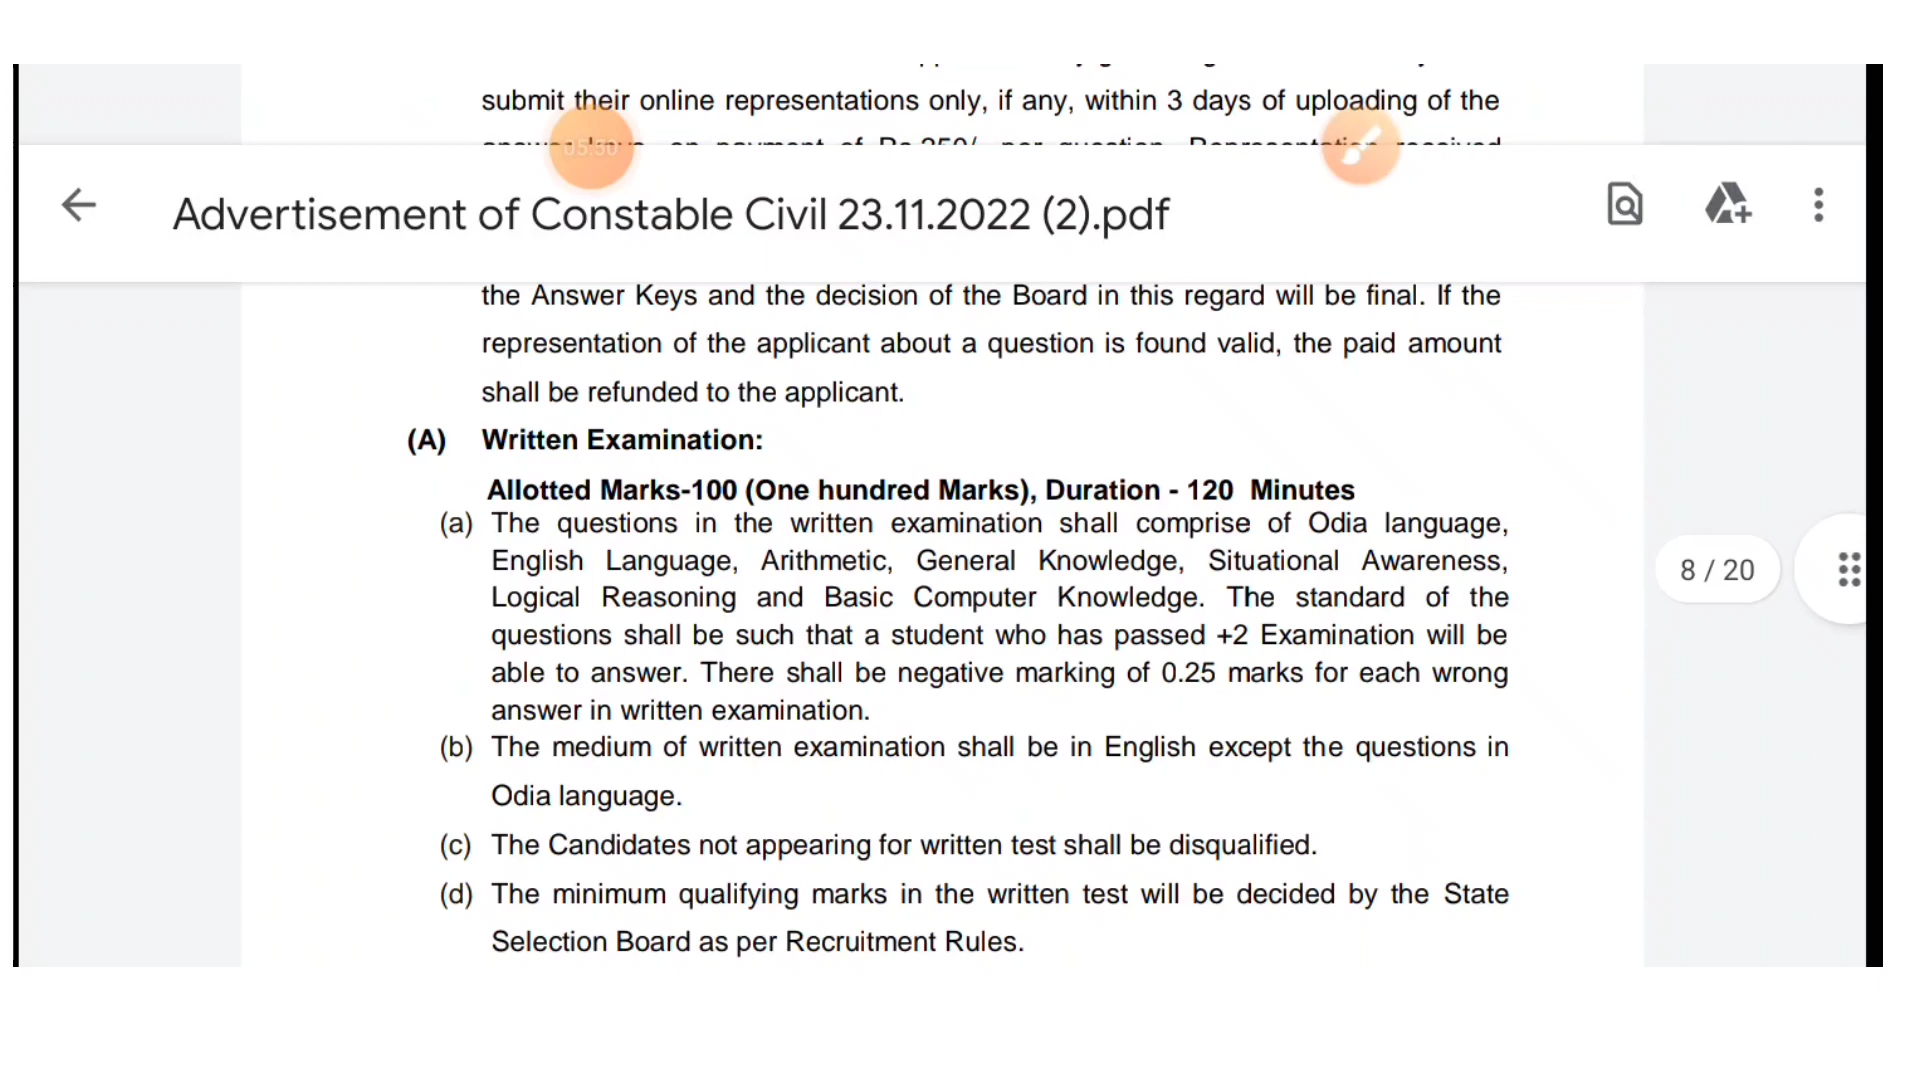 submit their online representations only, if any, within 3 days of uploading of the
05:50
Advertisement of Constable Civil 23.11.2022 (2).pdf
the Answer Keys and the decision of the Board in this regard will be final. If the
representation of the applicant about a question is found valid, the paid amount
shall be refunded to the applicant.
(A) Written Examination:
Allotted Marks-100 (One hundred Marks), Duration - 120 Minutes
(a) The questions in the written examination shall comprise of Odia language,
English Language, Arithmetic, General Knowledge, Situational Awareness,
Logical Reasoning and Basic Computer Knowledge. The standard of the
questions shall be such that a student who has passed +2 Examination will be
able to answer. There shall be negative marking of 0.25 marks for each wrong
answer in written examination.
8 / 20
(b) The medium of written examination shall be in English except the questions in
Odia language.
(c) The Candidates not appearing for written test shall be disqualified.
(d) The minimum qualifying marks in the written test will be decided by the State
Selection Board as per Recruitment Rules.